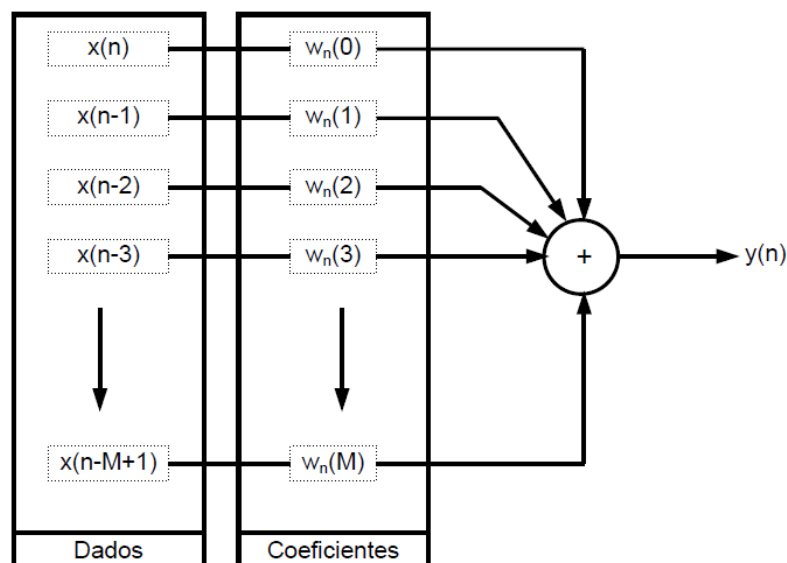 x(n) wₙ(0)
x(n-1) wₙ(1)
x(n-2) wₙ(2)
x(n-3) wₙ(3)
+ y(n)
x(n-M+1) wₙ(M)
Dados Coeficientes